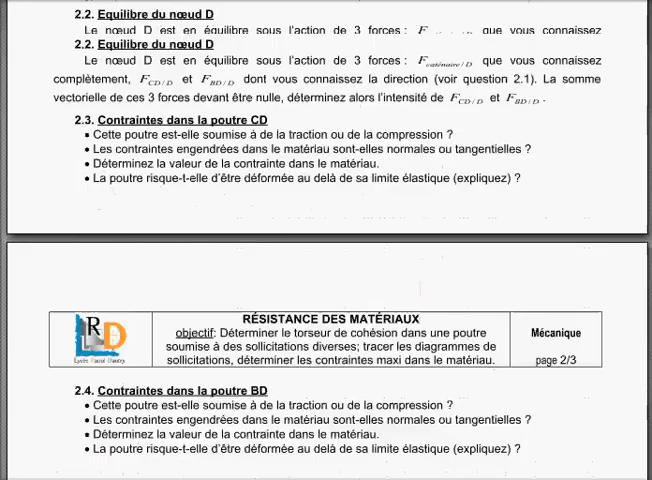 2.2. Equilibre du nœud D
Le nœud D est en équilibre sous l'action de 3 forces : F que vous connaissez
2.2. Equilibre du nœud D
Le nœud D est en équilibre sous l'action de 3 forces : F caténaire / D que vous connaissez
complètement, F CD / D et F BD / D dont vous connaissez la direction (voir question 2.1). La somme
vectorielle de ces 3 forces devant être nulle, déterminez alors l'intensité de F CD / D et F BD / D .
2.3. Contraintes dans la poutre CD
• Cette poutre est-elle soumise à de la traction ou de la compression ?
• Les contraintes engendrées dans le matériau sont-elles normales ou tangentielles ?
• Déterminez la valeur de la contrainte dans le matériau.
• La poutre risque-t-elle d'être déformée au delà de sa limite élastique (expliquez) ?
RD
Lycée Raoul Dautry
RÉSISTANCE DES MATÉRIAUX
objectif: Déterminer le torseur de cohésion dans une poutre
soumise à des sollicitations diverses; tracer les diagrammes de
sollicitations, déterminer les contraintes maxi dans le matériau.
Mécanique
page 2/3
2.4. Contraintes dans la poutre BD
• Cette poutre est-elle soumise à de la traction ou de la compression ?
• Les contraintes engendrées dans le matériau sont-elles normales ou tangentielles ?
• Déterminez la valeur de la contrainte dans le matériau.
• La poutre risque-t-elle d'être déformée au delà de sa limite élastique (expliquez) ?